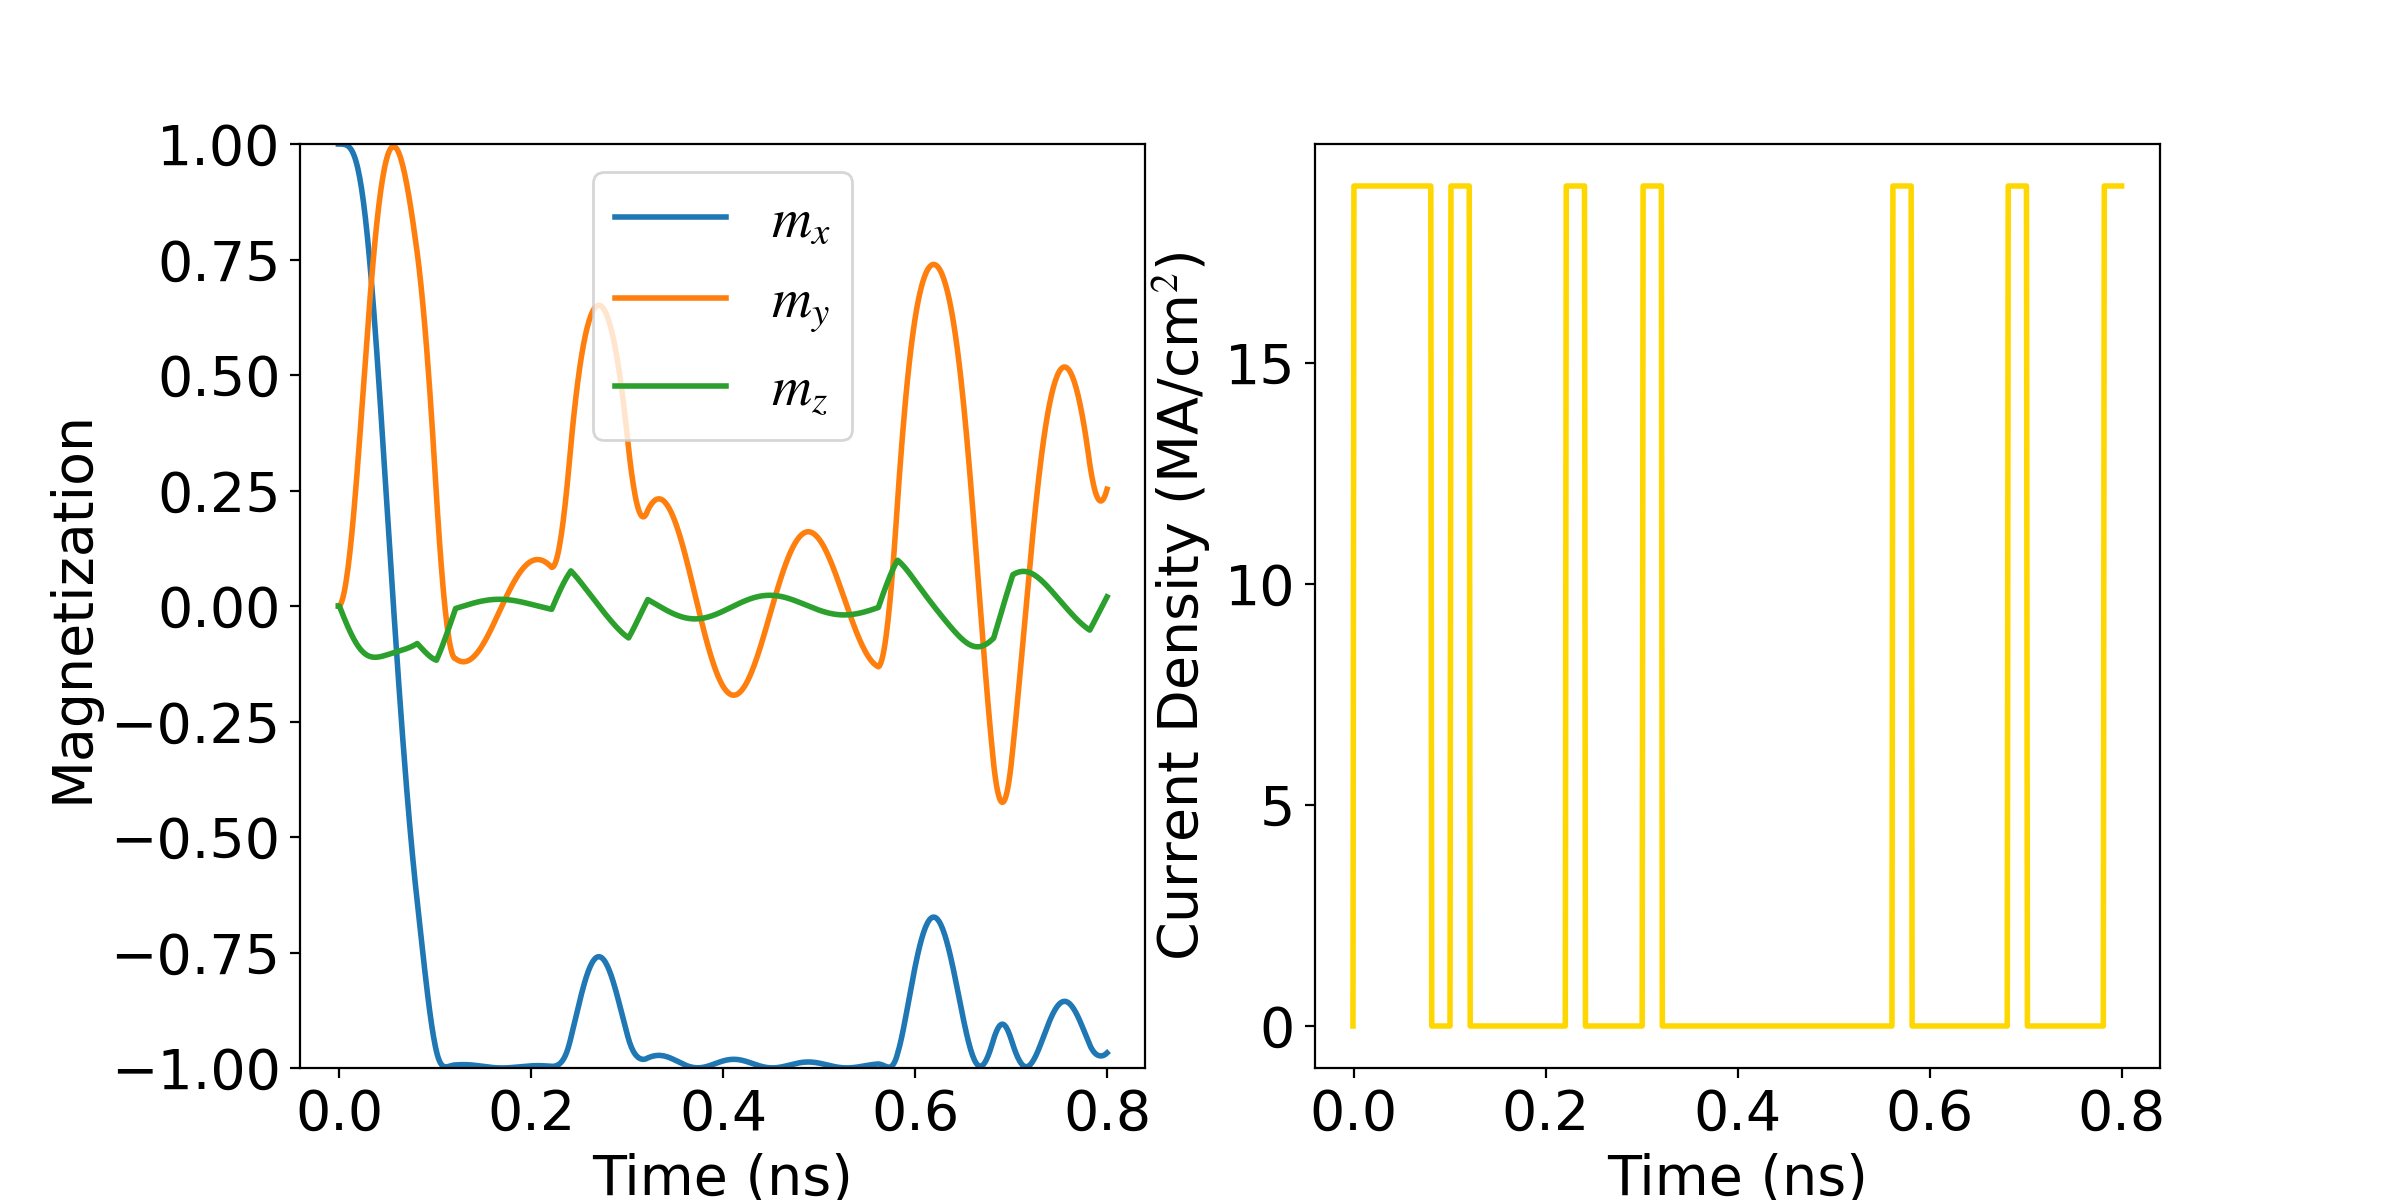 1.00
0.75
0.50
0.25
0.00
−0.25
−0.50
−0.75
−1.00
Magnetization
0.0 0.2 0.4 0.6 0.8
Time (ns)
m_x
m_y
m_z
Current Density (MA/cm²)
15
10
5
0
0.0 0.2 0.4 0.6 0.8
Time (ns)